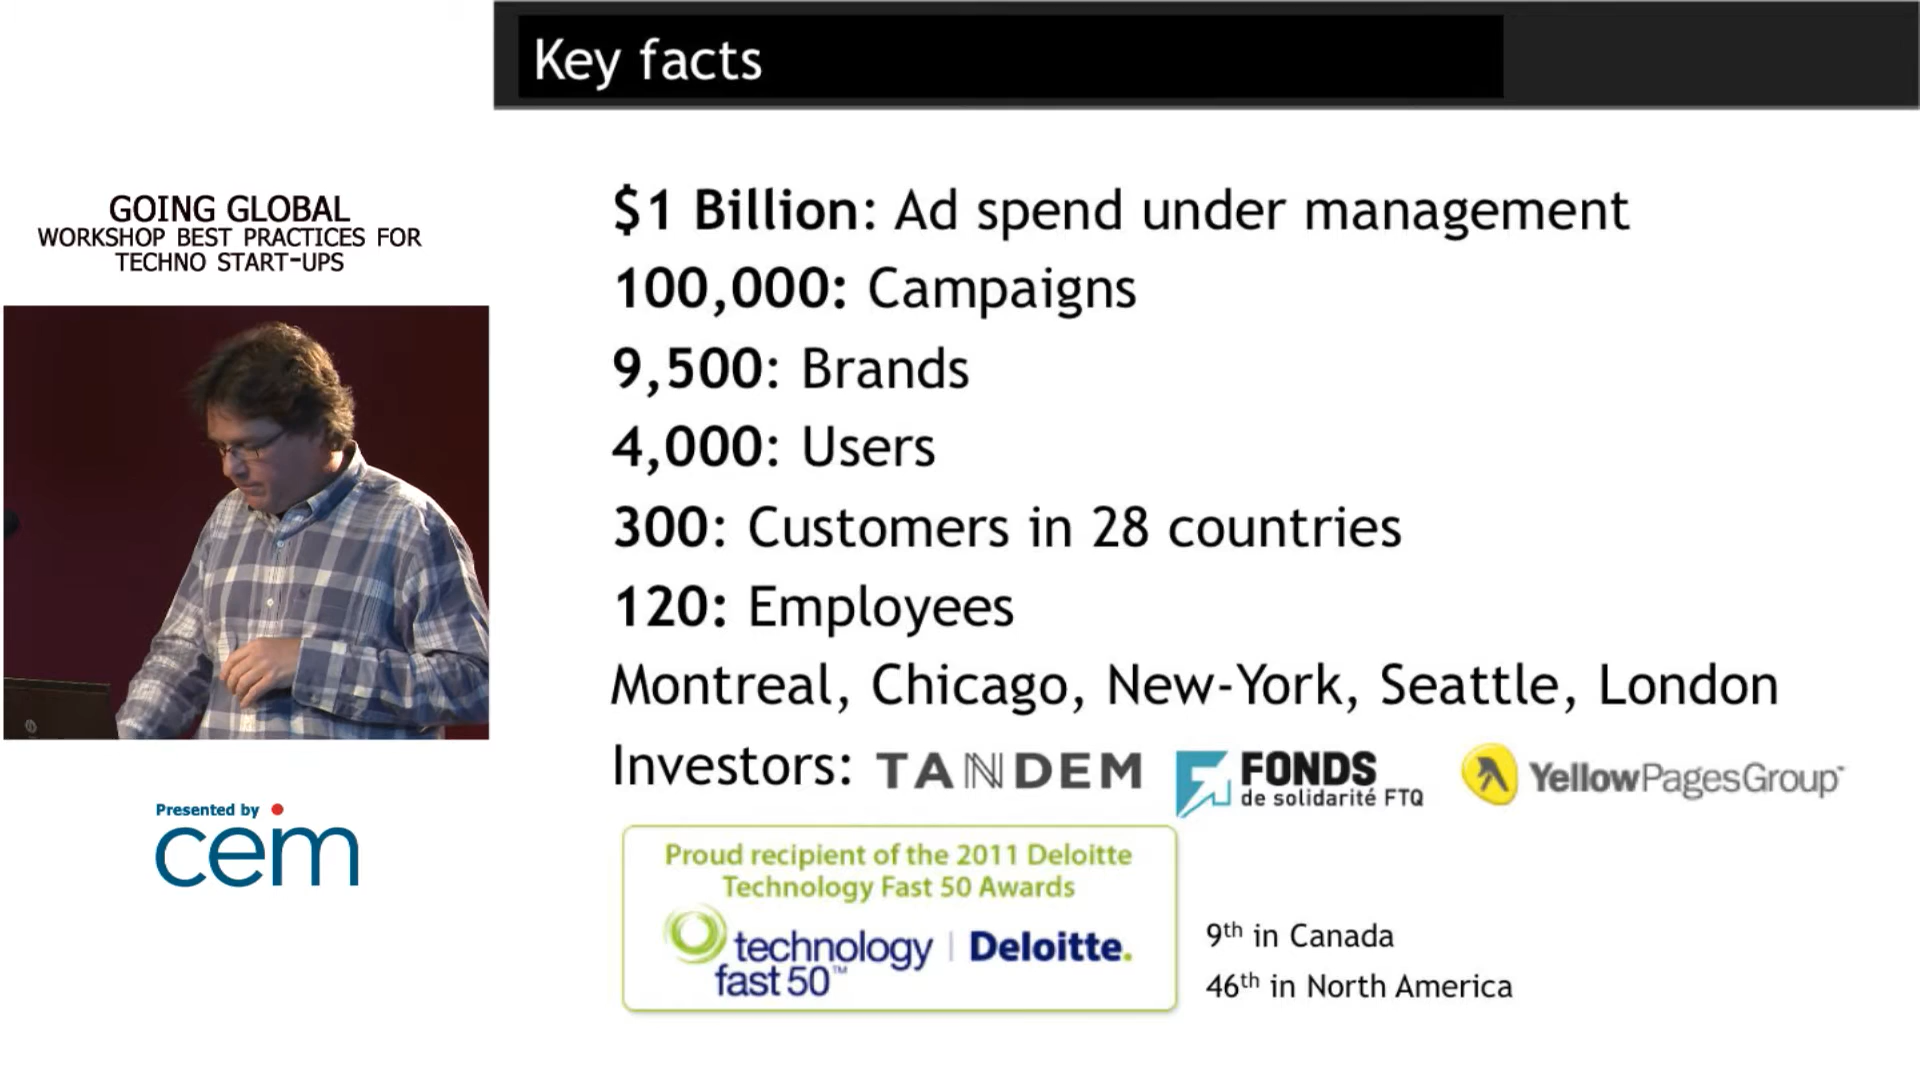 Key facts
GOING GLOBAL
WORKSHOP BEST PRACTICES FOR
TECHNO START-UPS
$1 Billion: Ad spend under management
100,000: Campaigns
9,500: Brands
4,000: Users
300: Customers in 28 countries
120: Employees
Montreal, Chicago, New-York, Seattle, London
Investors: TANDEM FONDS de solidarité FTQ YellowPagesGroup™
Presented by
cem
Proud recipient of the 2011 Deloitte
Technology Fast 50 Awards
technology | Deloitte.
fast 50™
9th in Canada
46th in North America